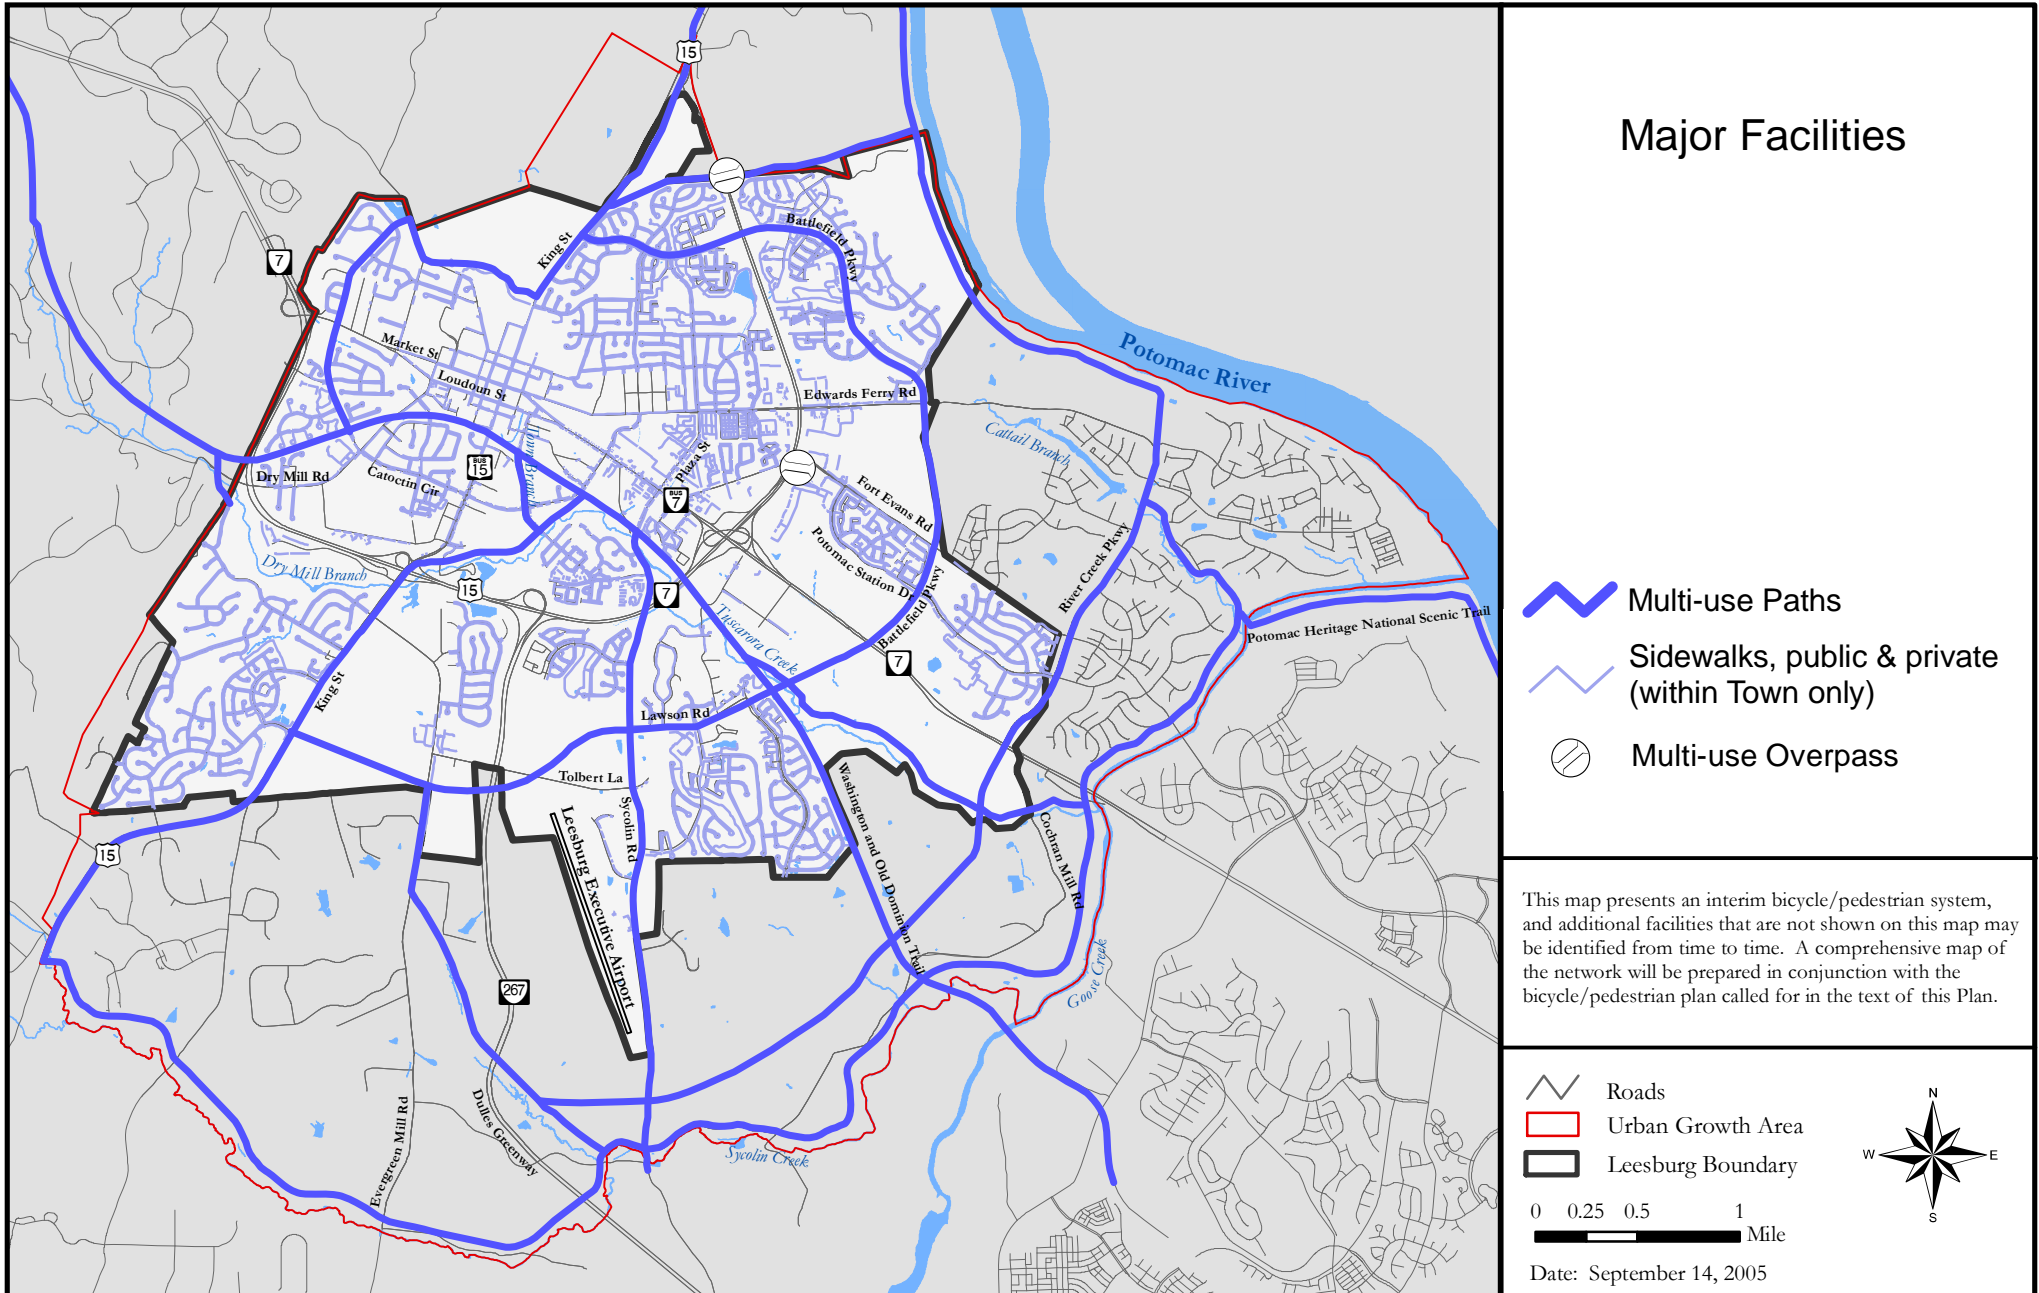 Major Facilities
15
7
King St
Battlefield Pkwy
Potomac River
Market St
Loudoun St
Edwards Ferry Rd
Cattail Branch
Town Branch
Plaza St
Dry Mill Rd
Catoctin Cir
BUS
15
BUS
7
Fort Evans Rd
Potomac Station Dr
Battlefield Pkwy
River Creek Pkwy
Dry Mill Branch
15
7
Tuscarora Creek
7
Potomac Heritage National Scenic Trail
King St
Lawson Rd
Tolbert La
Sycolin Rd
Leesburg Executive Airport
Washington and Old Dominion Trail
Cochran Mill Rd
15
267
Goose Creek
Evergreen Mill Rd
Dulles Greenway
Sycolin Creek
Multi-use Paths
Sidewalks, public & private
(within Town only)
Multi-use Overpass
This map presents an interim bicycle/pedestrian system,
and additional facilities that are not shown on this map may
be identified from time to time. A comprehensive map of
the network will be prepared in conjunction with the
bicycle/pedestrian plan called for in the text of this Plan.
Roads
Urban Growth Area
Leesburg Boundary
N
W
E
S
0 0.25 0.5 1
Mile
Date: September 14, 2005